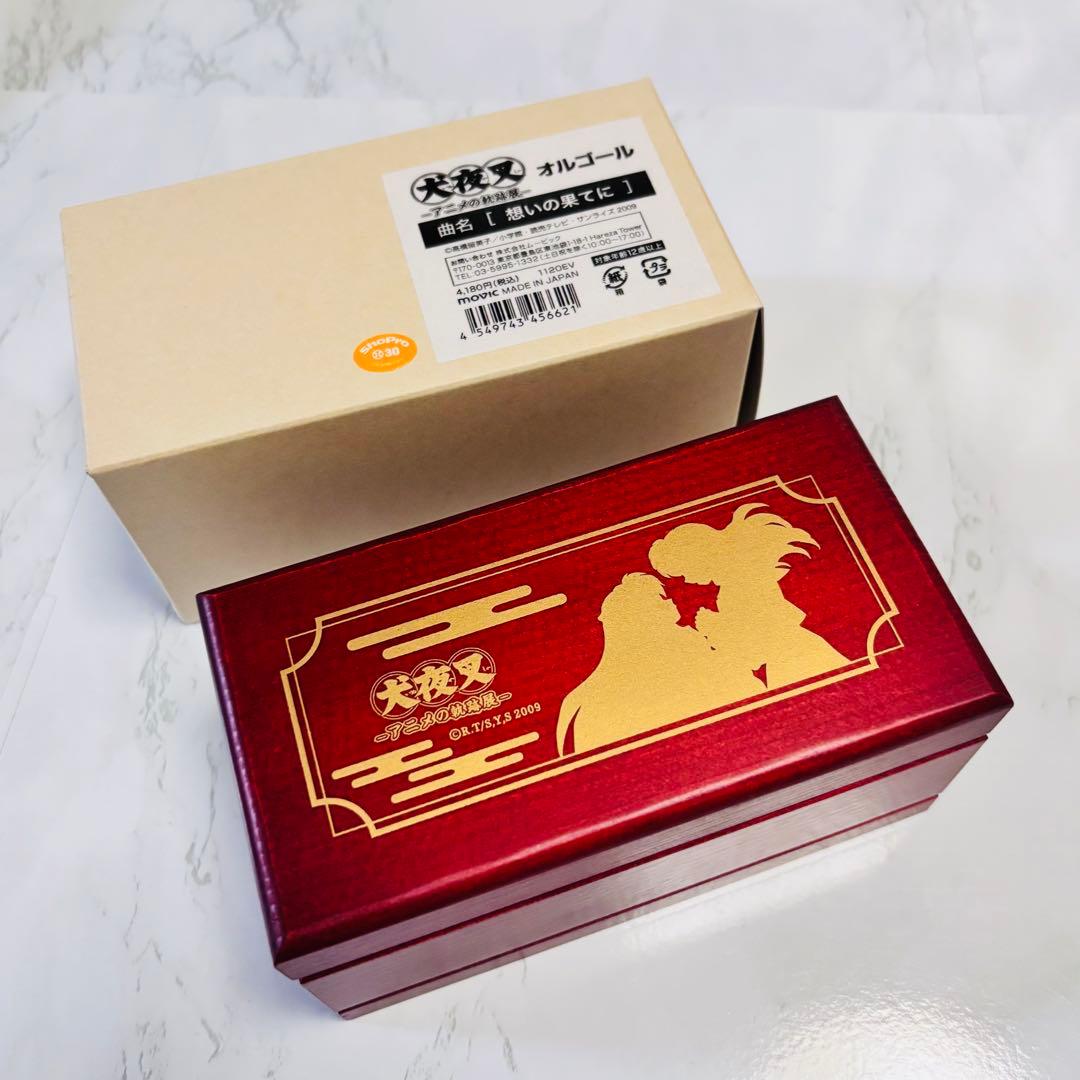 犬夜叉 オルゴール
-アニメの軌跡展-
曲名 [ 想いの果てに ]
©高橋留美子／小学館・読売テレビ・サンライズ 2009
お問い合わせ 株式会社ムービック
〒170-0013 東京都豊島区東池袋1-18-1 Hareza Tower
TEL.03-5995-1332 (土日祝を除く10:00〜17:00)
対象年齢12歳以上
4,180円(税込) 1120EV
movic MADE IN JAPAN
紙
箱
プラ
袋
4 549743 456621
ShoPro
30
犬夜叉
-アニメの軌跡展-
©R.T/S,Y,S 2009